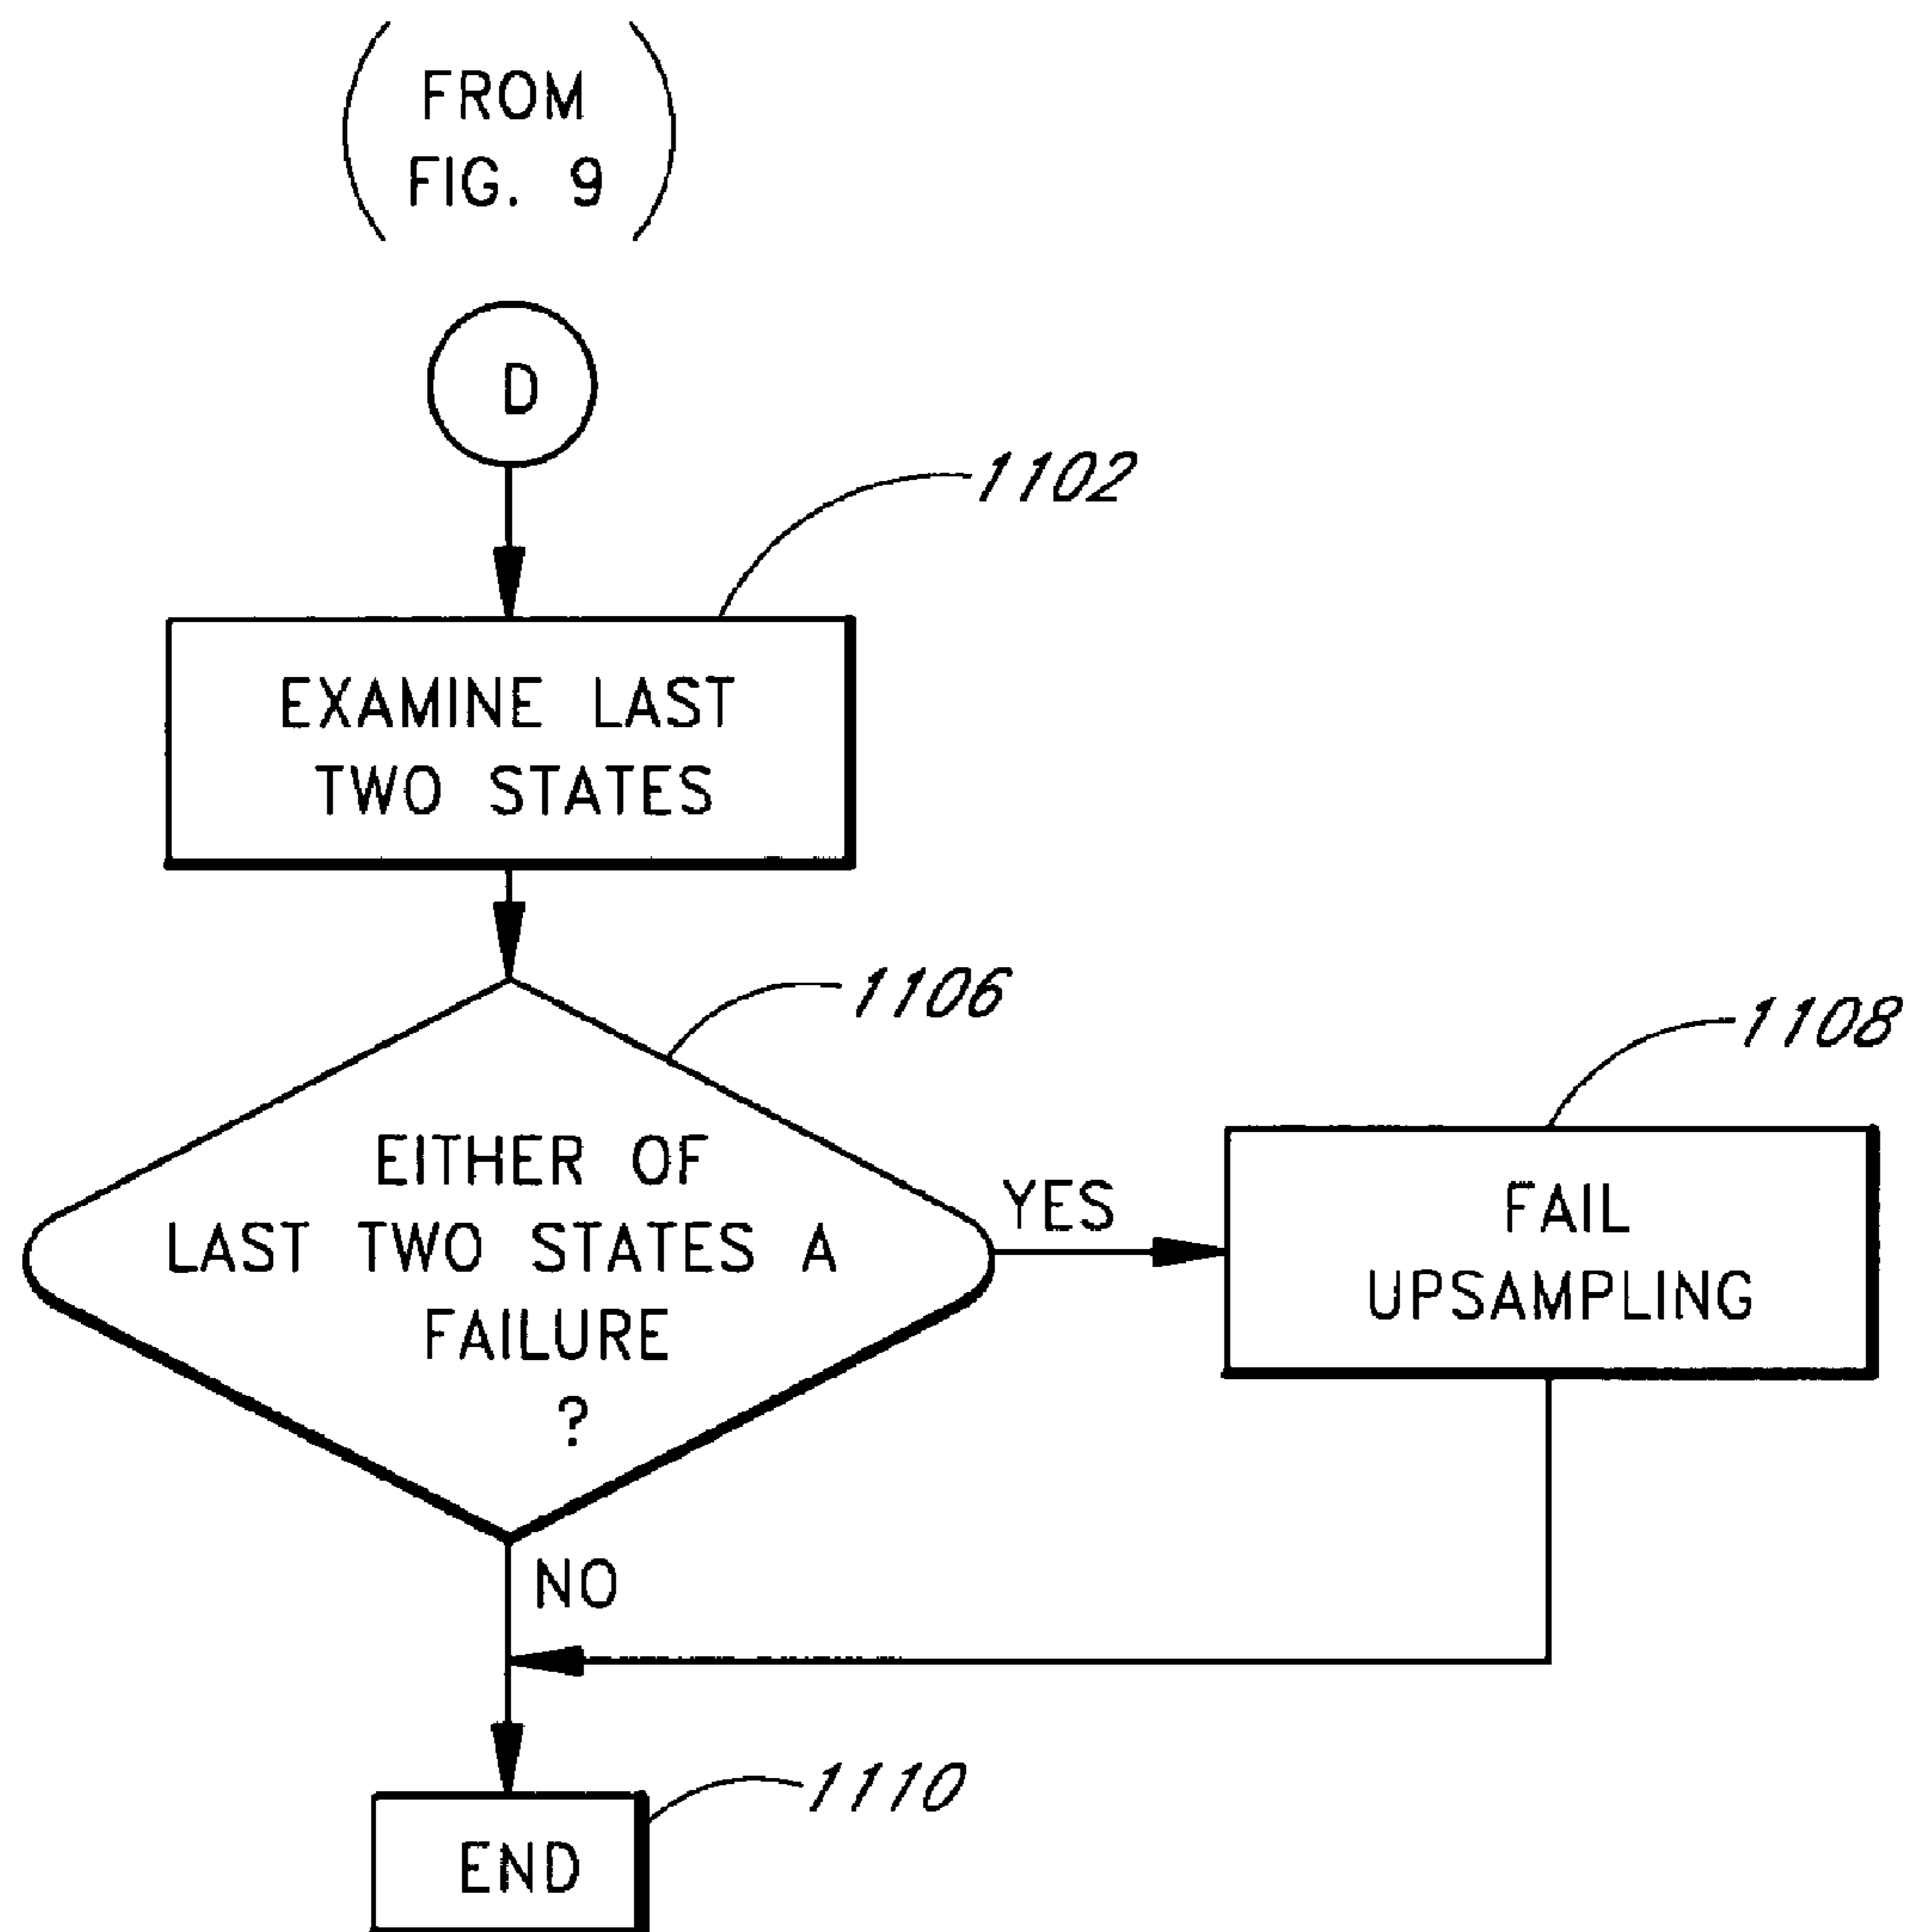 FROM
FIG. 9
D
1102
EXAMINE LAST
TWO STATES
1106
EITHER OF
LAST TWO STATES A
FAILURE
?
YES
1108
FAIL
UPSAMPLING
NO
1110
END